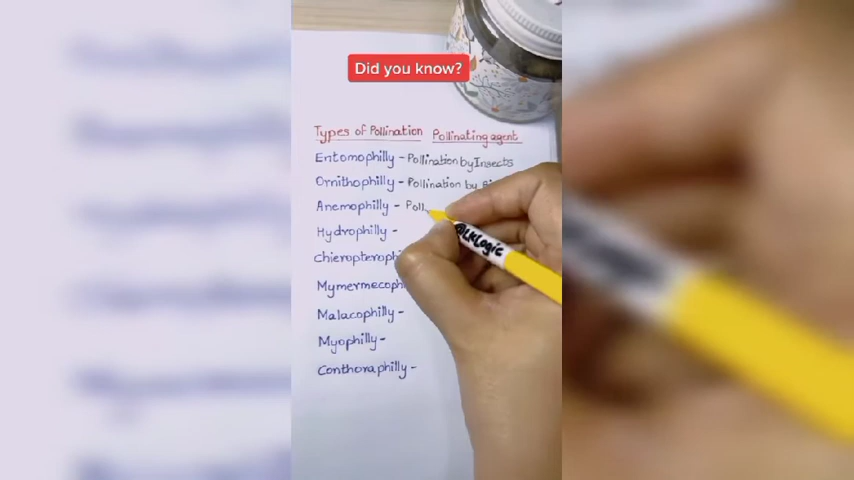 Did you know?
Types of Pollination Pollinating agent
Entomophilly - Pollination by Insects
Ornithophilly - Pollination by
Anemophilly - Poll
Hydrophilly -
Malacophilly -
Myophilly -
Conthoraphilly -
@LKLogic